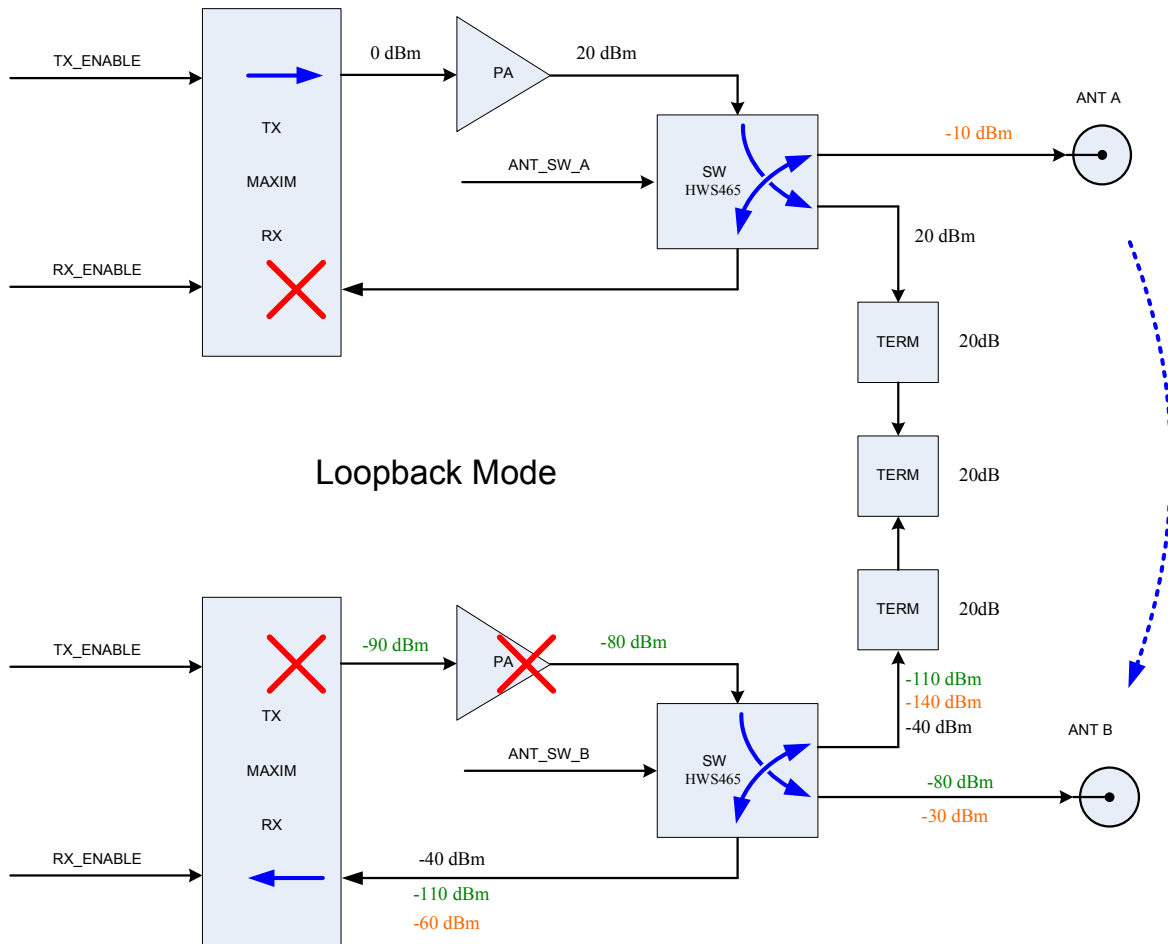 TX_ENABLE
0 dBm
PA
20 dBm
TX
MAXIM
RX
ANT_SW_A
SW
HWS465
-10 dBm
ANT A
20 dBm
RX_ENABLE
TERM
20dB
TERM
20dB
Loopback Mode
TERM
20dB
TX_ENABLE
-90 dBm
PA
-80 dBm
-110 dBm
-140 dBm
-40 dBm
TX
MAXIM
RX
ANT_SW_B
SW
HWS465
ANT B
-80 dBm
-30 dBm
RX_ENABLE
-40 dBm
-110 dBm
-60 dBm